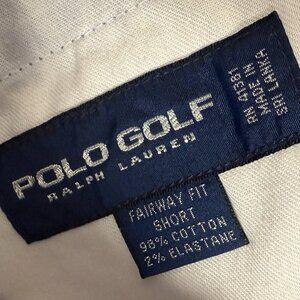 POLO GOLF
RALPH LAUREN
RN 41381
MADE IN
SRI LANKA
FAIRWAY FIT
SHORT
98% COTTON
2% ELASTANE